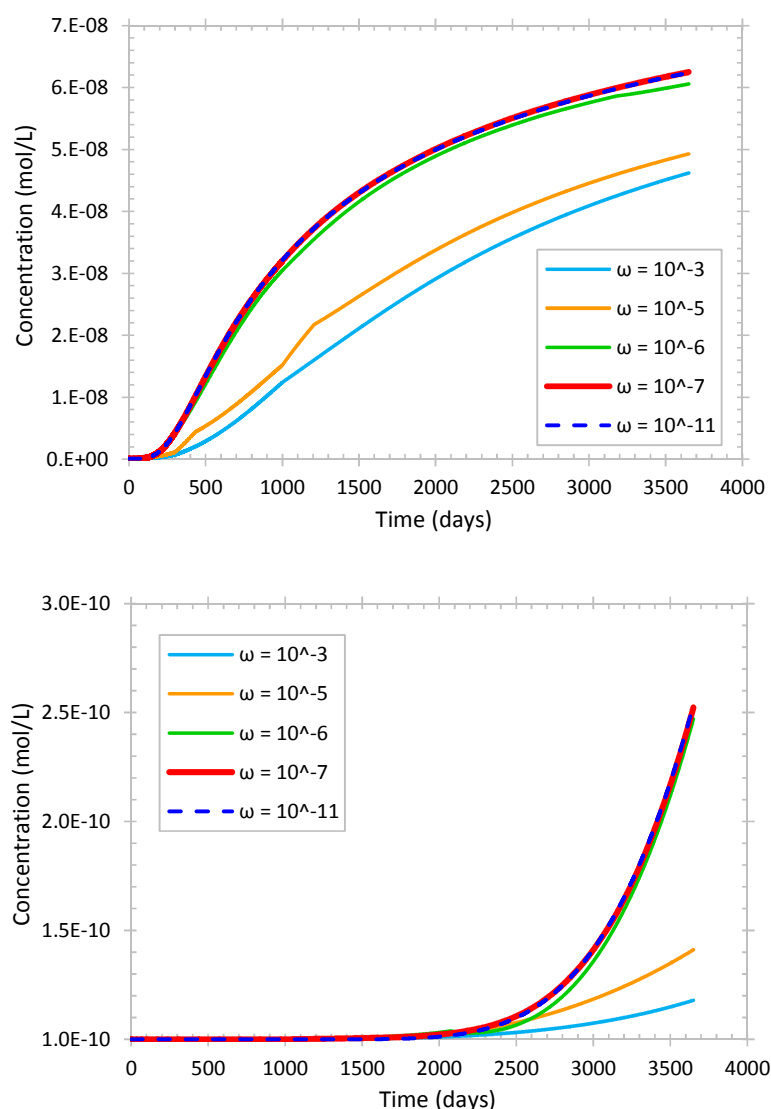 7.E-08
6.E-08
5.E-08
4.E-08
3.E-08
2.E-08
1.E-08
0.E+00
Concentration (mol/L)
ω = 10^-3
ω = 10^-5
ω = 10^-6
ω = 10^-7
ω = 10^-11
0 500 1000 1500 2000 2500 3000 3500 4000
Time (days)
3.0E-10
2.5E-10
2.0E-10
1.5E-10
1.0E-10
Concentration (mol/L)
ω = 10^-3
ω = 10^-5
ω = 10^-6
ω = 10^-7
ω = 10^-11
0 500 1000 1500 2000 2500 3000 3500 4000
Time (days)